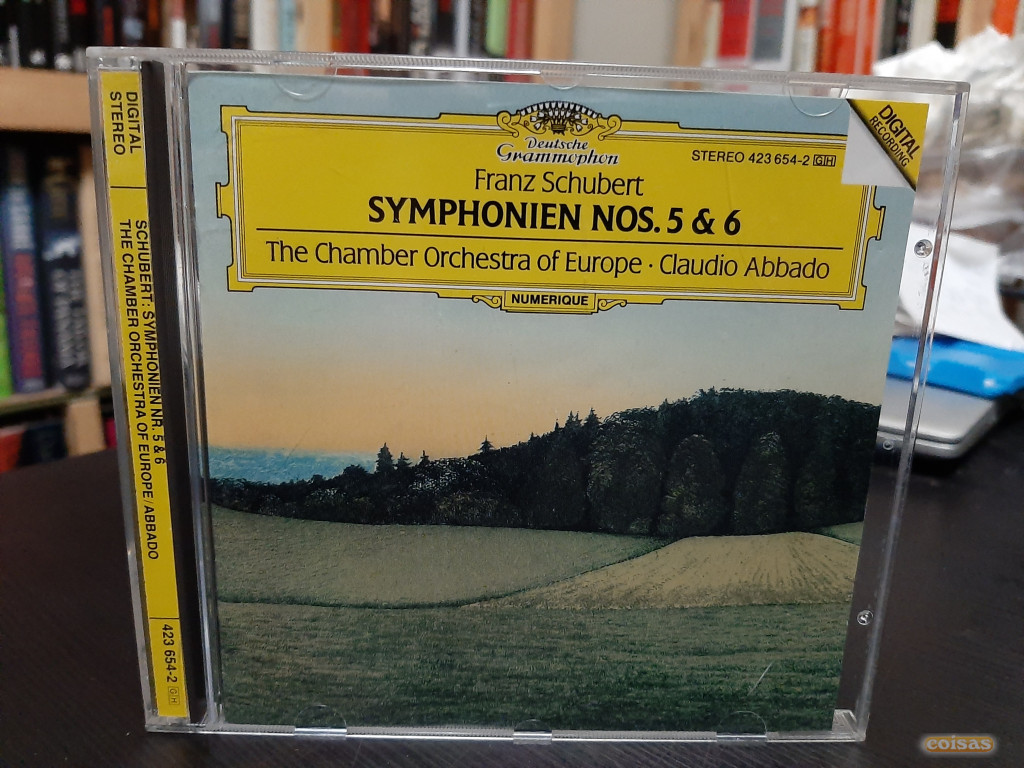 DIGITAL
STEREO
SCHUBERT: SYMPHONIEN NR. 5 & 6
THE CHAMBER ORCHESTRA OF EUROPE/ABBADO
423 654-2 GH
Deutsche
Grammophon
STEREO 423 654-2 GH
DIGITAL
RECORDING
Franz Schubert
SYMPHONIEN NOS. 5 & 6
The Chamber Orchestra of Europe · Claudio Abbado
NUMERIQUE
coisas